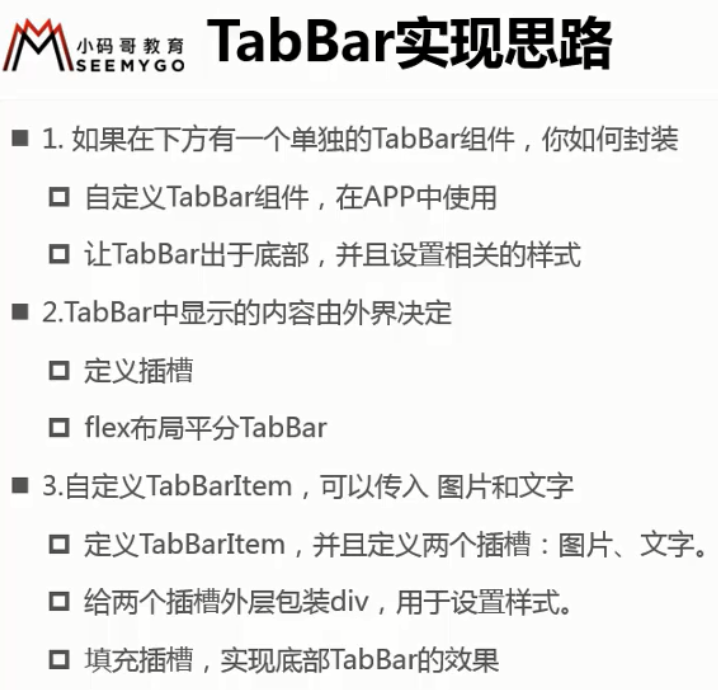 小码哥教育
SEEMYGO
TabBar实现思路
1. 如果在下方有一个单独的TabBar组件，你如何封装
自定义TabBar组件，在APP中使用
让TabBar出于底部，并且设置相关的样式
2.TabBar中显示的内容由外界决定
定义插槽
flex布局平分TabBar
3.自定义TabBarItem，可以传入 图片和文字
定义TabBarItem，并且定义两个插槽：图片、文字。
给两个插槽外层包装div，用于设置样式。
填充插槽，实现底部TabBar的效果